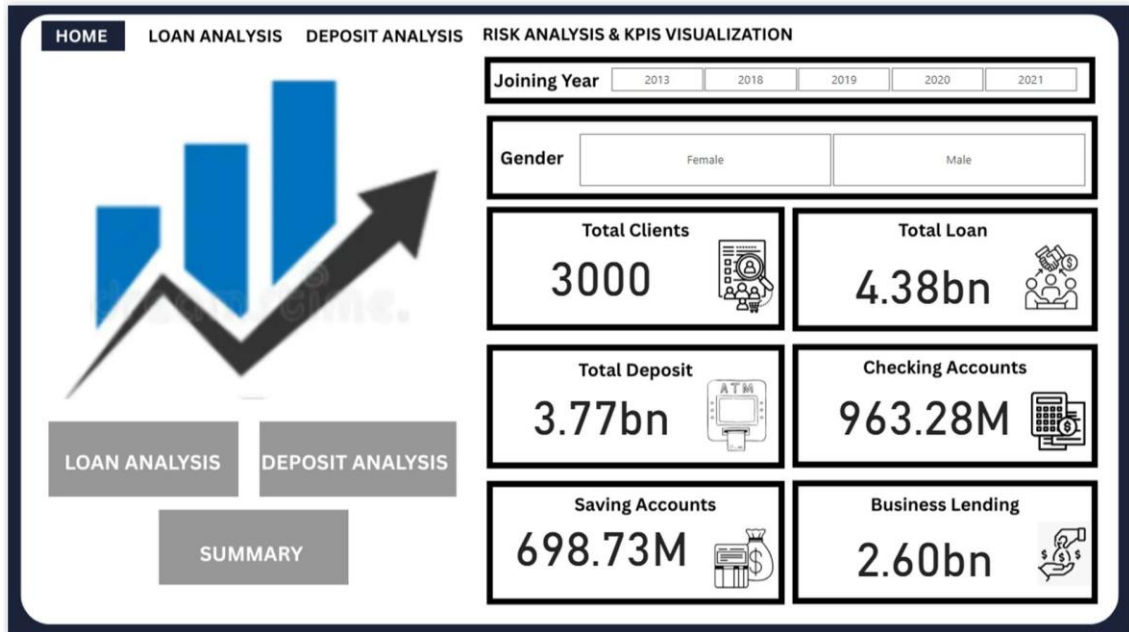 HOME LOAN ANALYSIS DEPOSIT ANALYSIS RISK ANALYSIS & KPIS VISUALIZATION
Joining Year 2013 2018 2019 2020 2021
Gender Female Male
Total Clients
3000
Total Loan
4.38bn
Total Deposit
3.77bn
ATM
Checking Accounts
963.28M
Saving Accounts
698.73M
Business Lending
2.60bn
LOAN ANALYSIS
DEPOSIT ANALYSIS
SUMMARY